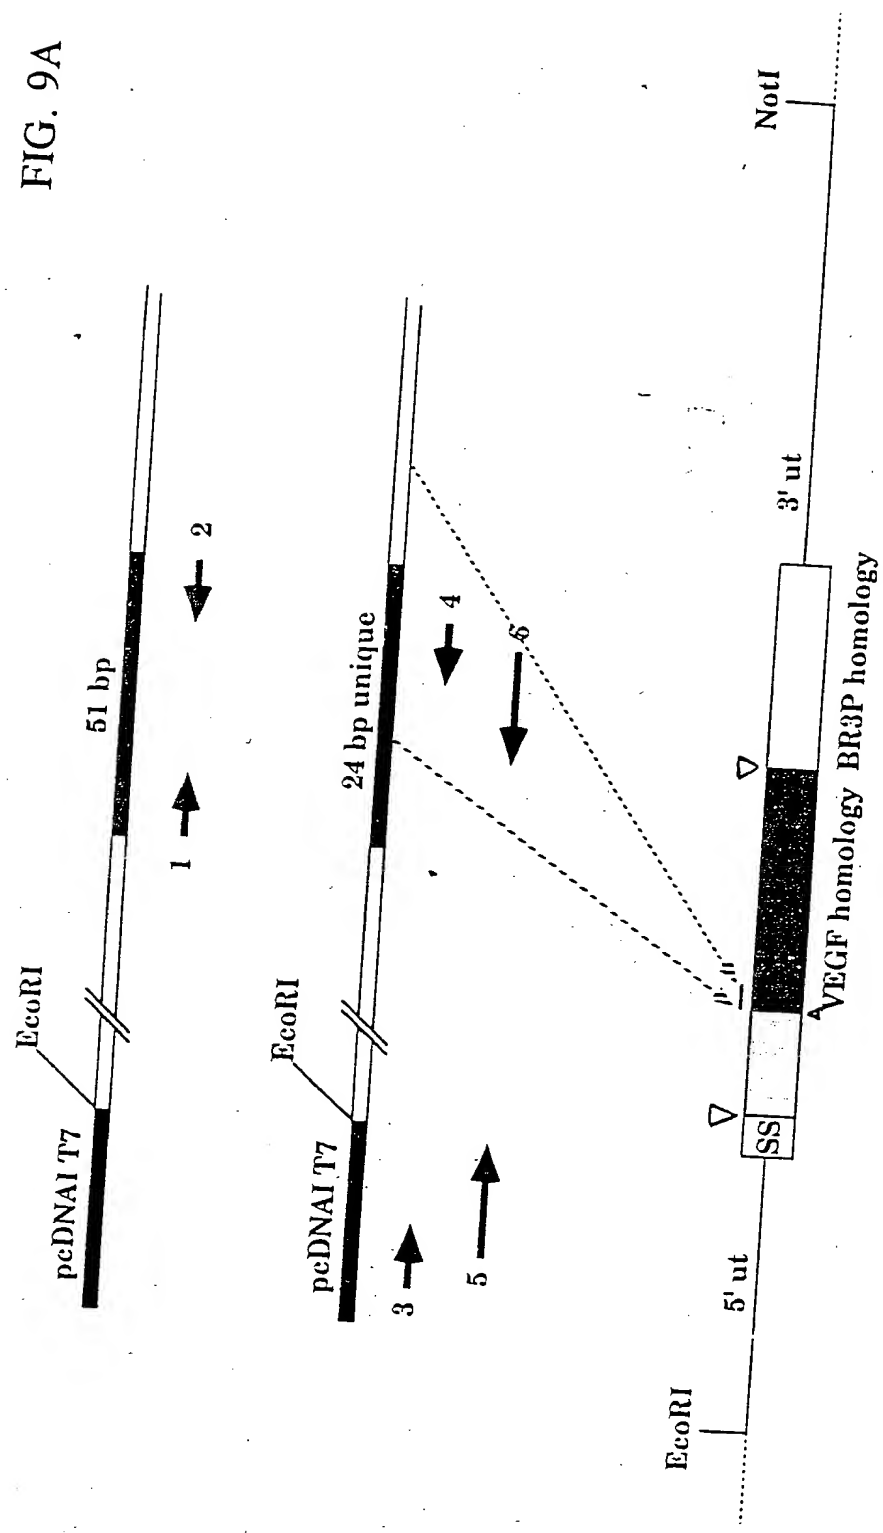 FIG. 9A
pcDNAI T7
EcoRI
51 bp
1
2
pcDNAI T7
EcoRI
24 bp unique
3
4
5
6
" "
EcoRI
5' ut
SS
VEGF homology
BR3P homology
3' ut
NotI